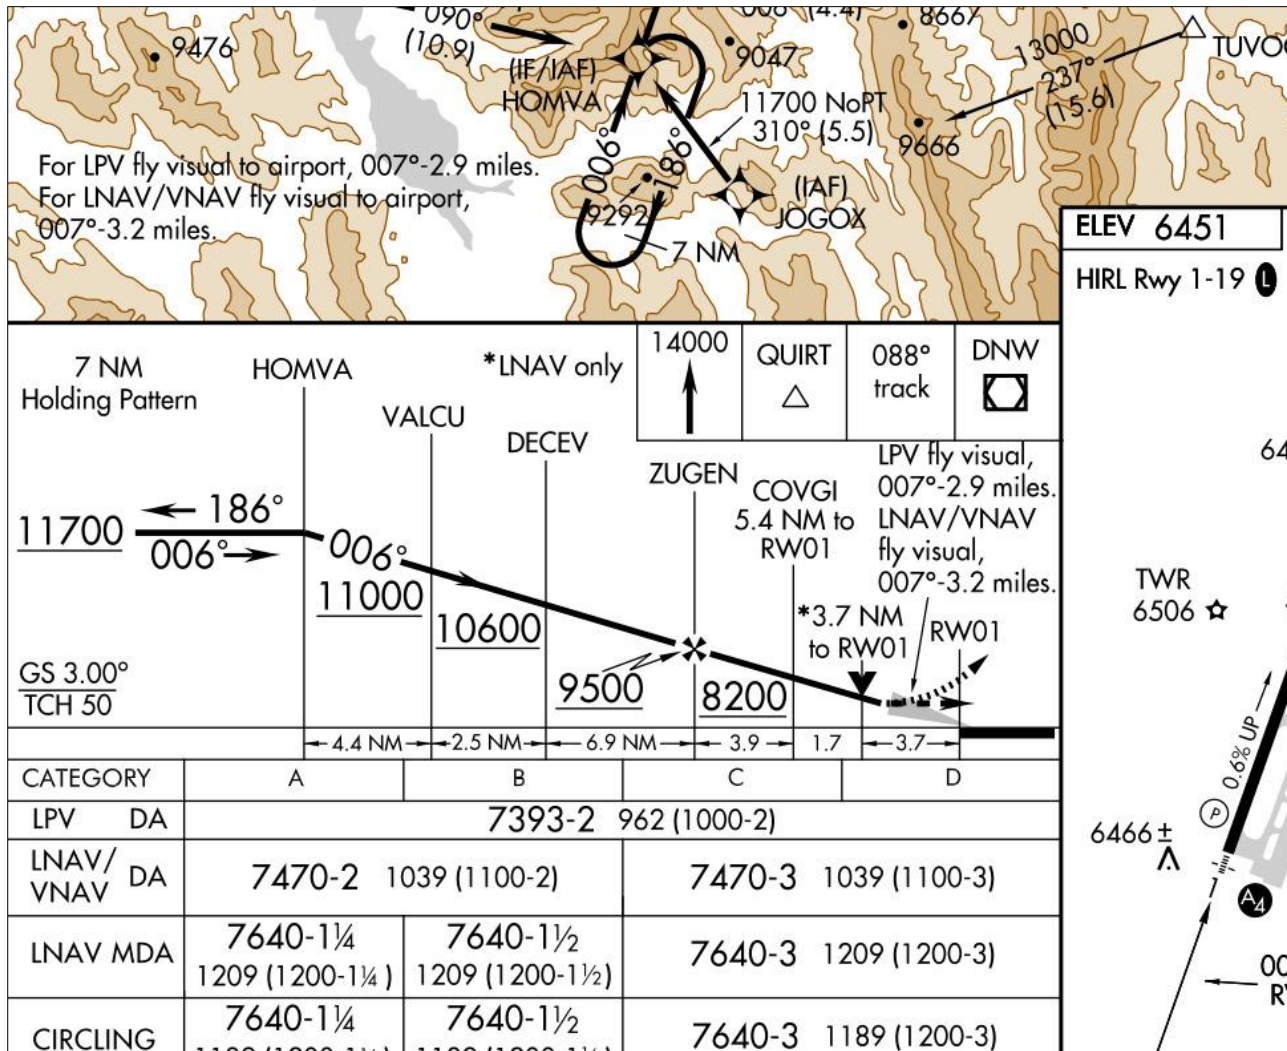 090°
(10.9)
006° (4.4)
8667
9476
(IF/IAF)
HOMVA
9047
13000
237°
(15.6)
11700 NoPT
310° (5.5)
9666
For LPV fly visual to airport, 007°-2.9 miles.
For LNAV/VNAV fly visual to airport,
007°-3.2 miles.
006°
186°
9292
7 NM
(IAF)
JOGOX
ELEV 6451
HIRL Rwy 1-19 L
7 NM
Holding Pattern
HOMVA
*LNAV only
14000
QUIRT
088°
track
DNW
VALCU
DECEV
ZUGEN
COVGI
5.4 NM to
RW01
LPV fly visual,
007°-2.9 miles.
LNAV/VNAV
fly visual,
007°-3.2 miles.
186°
11700
006°
006°
11000
10600
9500
8200
*3.7 NM
to RW01
RW01
GS 3.00°
TCH 50
4.4 NM 2.5 NM 6.9 NM 3.9 1.7 3.7
TWR
6506
0.6% UP
P
6466 ±
A4
CATEGORY A B C D
LPV DA 7393-2 962 (1000-2)
LNAV/
VNAV DA 7470-2 1039 (1100-2) 7470-3 1039 (1100-3)
LNAV MDA 7640-1¼ 7640-1½ 7640-3 1209 (1200-3)
1209 (1200-1¼) 1209 (1200-1½)
CIRCLING 7640-1¼ 7640-1½ 7640-3 1189 (1200-3)